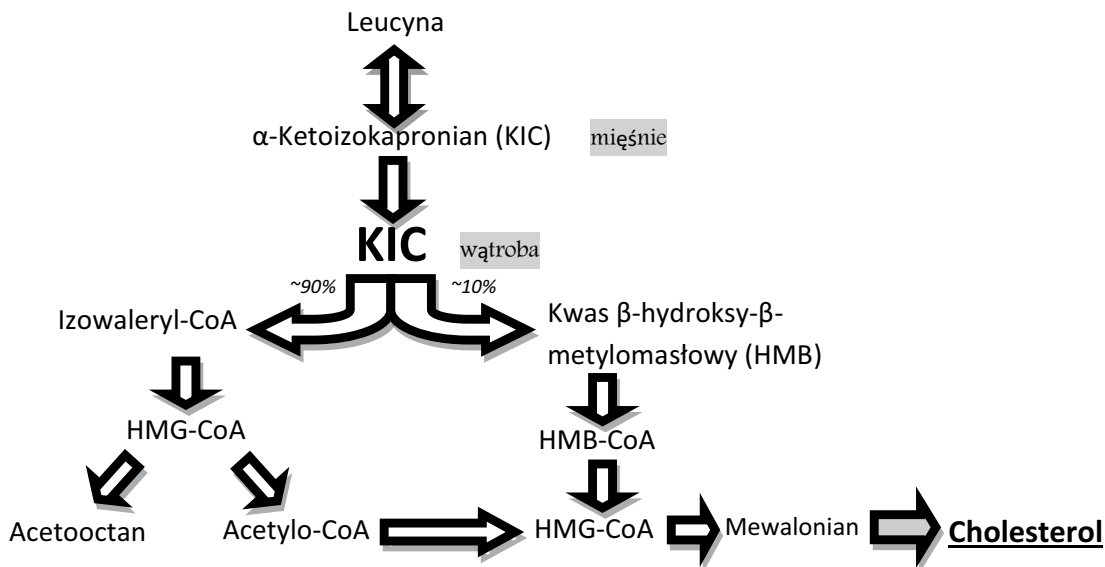 Leucyna
α-Ketoizokapronian (KIC)
mięśnie
KIC
wątroba
~90%
~10%
Izowaleryl-CoA
Kwas β-hydroksy-β-
metylomasłowy (HMB)
HMG-CoA
HMB-CoA
Acetooctan
Acetylo-CoA
HMG-CoA
Mewalonian
Cholesterol